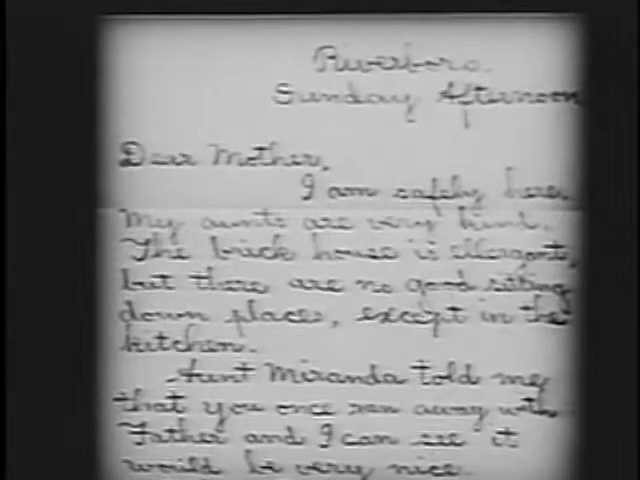 Riverboro.
Sunday Afternoon
Dear Mother,
I am safely here.
My aunts are very kind.
The brick house is ellergant,
but there are no good sitting
down places, except in the
kitchen.
Aunt Miranda told me
that you once ran away with
Father and I can see it
would be very nice.